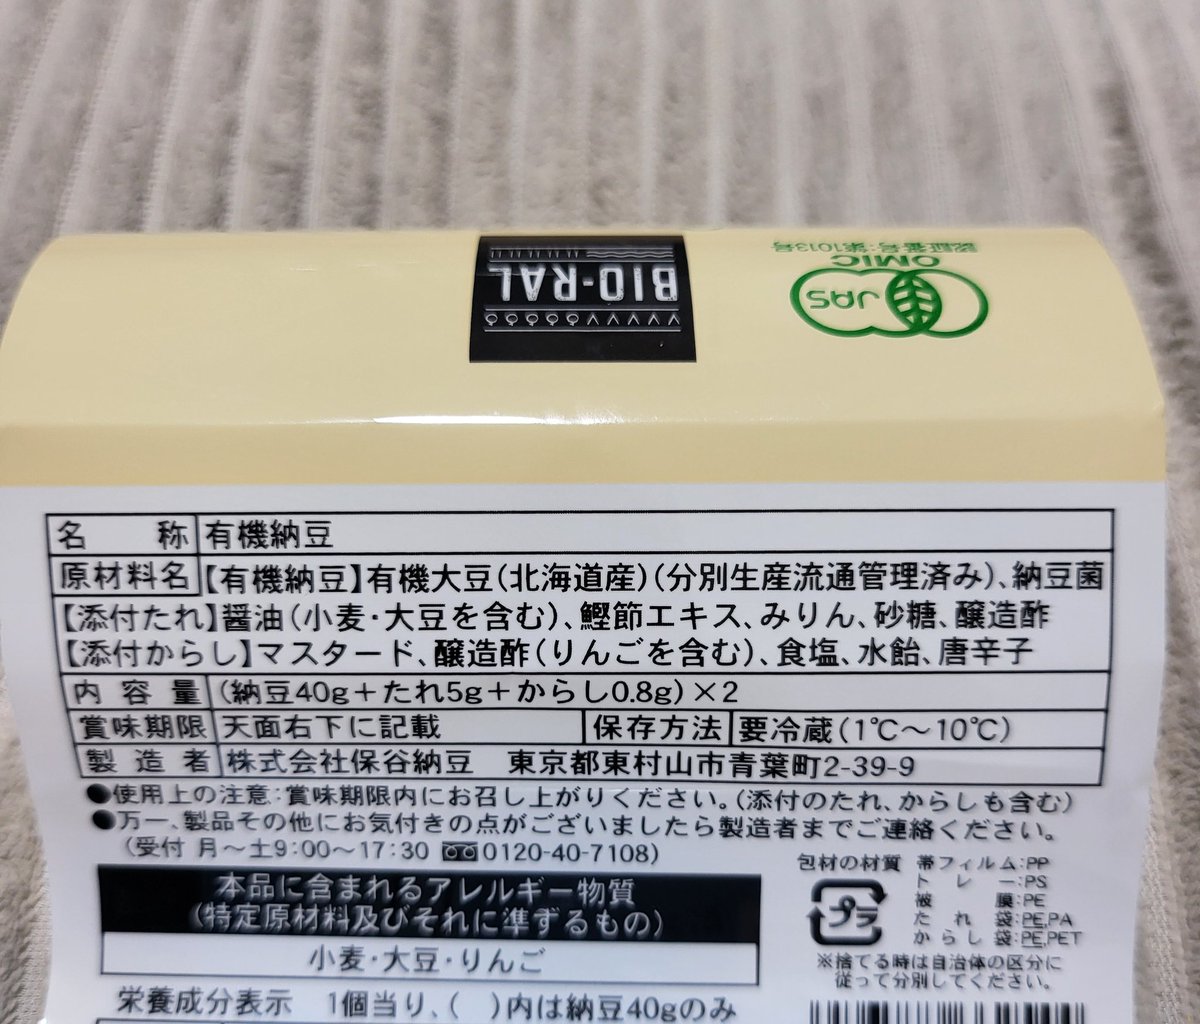 認証番号:第1013号
OMIC
JAS
BIO-RAL
名 称 有機納豆
原材料名 【有機納豆】有機大豆(北海道産)(分別生産流通管理済み)、納豆菌
【添付たれ】醤油(小麦・大豆を含む)、鰹節エキス、みりん、砂糖、醸造酢
【添付からし】マスタード、醸造酢(りんごを含む)、食塩、水飴、唐辛子
内容量 (納豆40g+たれ5g+からし0.8g)×2
賞味期限 天面右下に記載 保存方法 要冷蔵(1℃〜10℃)
製造者 株式会社保谷納豆 東京都東村山市青葉町2-39-9
●使用上の注意:賞味期限内にお召し上がりください。(添付のたれ、からしも含む)
●万一、製品その他にお気付きの点がございましたら製造者までご連絡ください。
(受付 月〜土9:00〜17:30 0120-40-7108)
本品に含まれるアレルギー物質
(特定原材料及びそれに準ずるもの)
小麦・大豆・りんご
栄養成分表示 1個当り、( )内は納豆40gのみ
包材の材質 帯フィルム:PP
トレー:PS
被膜:PE
たれ袋:PE,PA
からし袋:PE,PET
プラ
※捨てる時は自治体の区分に
従って分別してください。